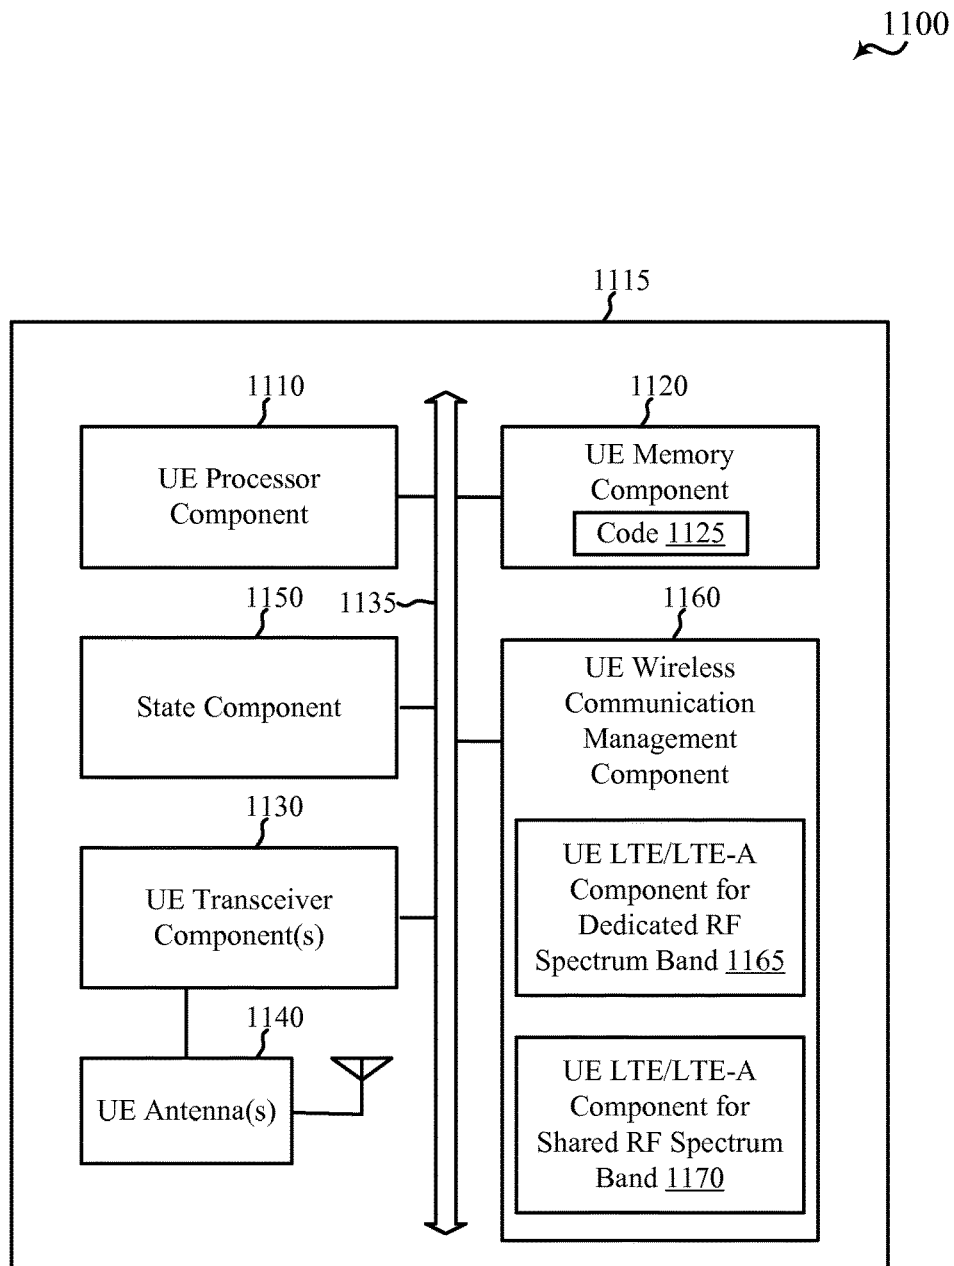 1100
1115
1110
UE Processor
Component
1120
UE Memory
Component
Code 1125
1135
1150
State Component
1160
UE Wireless
Communication
Management
Component
1130
UE Transceiver
Component(s)
UE LTE/LTE-A
Component for
Dedicated RF
Spectrum Band 1165
1140
UE Antenna(s)
UE LTE/LTE-A
Component for
Shared RF Spectrum
Band 1170